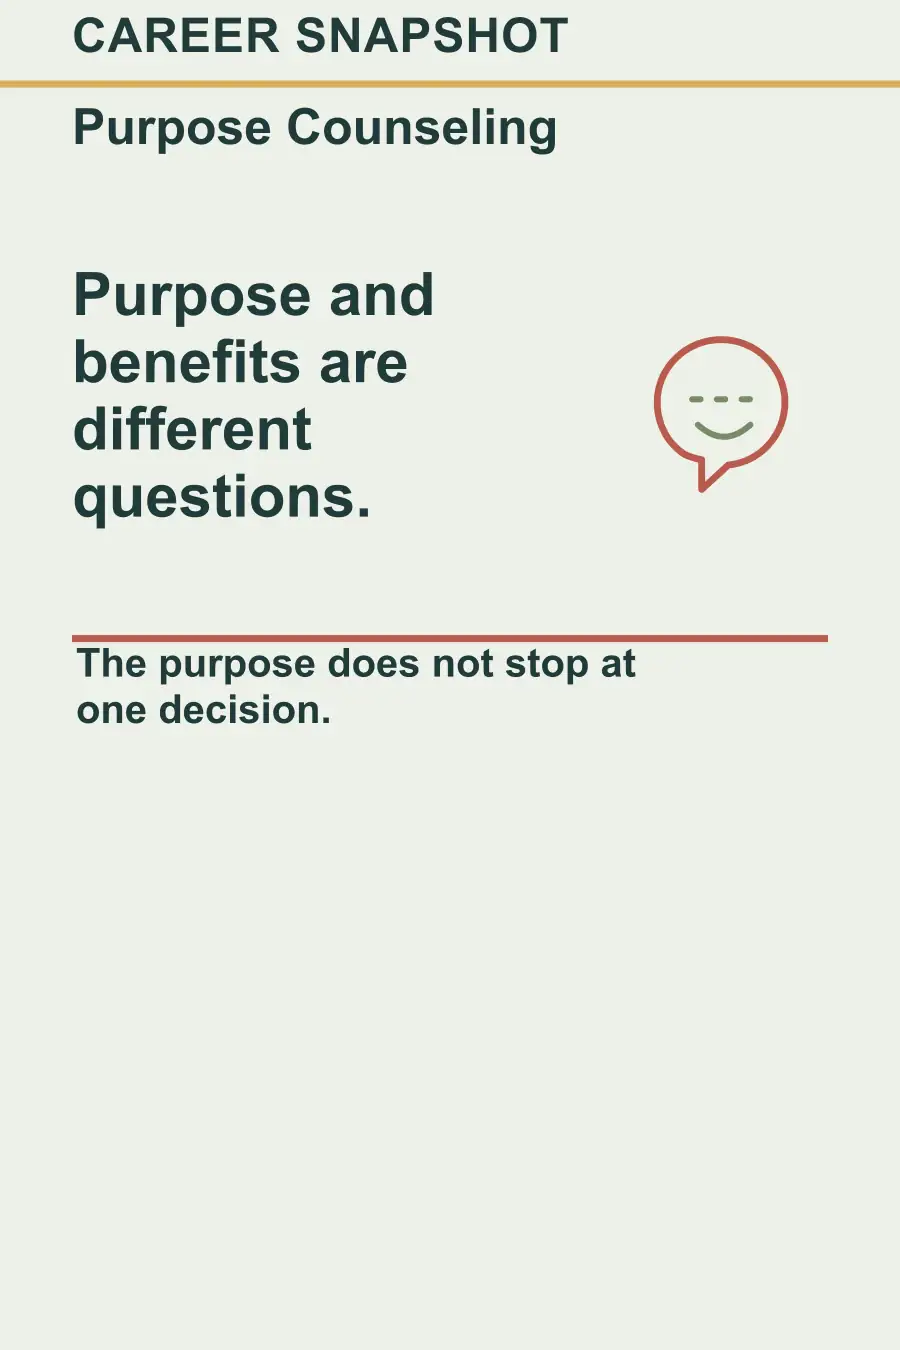 CAREER SNAPSHOT
Purpose Counseling
Purpose and
benefits are
different
questions.
The purpose does not stop at
one decision.